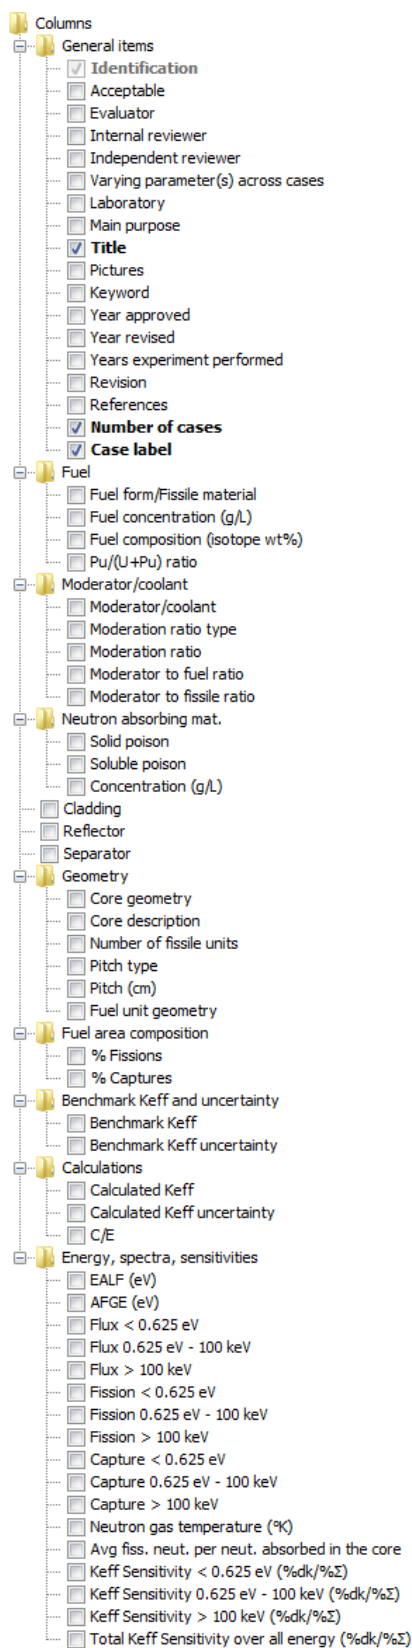 Columns
General items
Identification
Acceptable
Evaluator
Internal reviewer
Independent reviewer
Varying parameter(s) across cases
Laboratory
Main purpose
Title
Pictures
Keyword
Year approved
Year revised
Years experiment performed
Revision
References
Number of cases
Case label
Fuel
Fuel form/Fissile material
Fuel concentration (g/L)
Fuel composition (isotope wt%)
Pu/(U+Pu) ratio
Moderator/coolant
Moderator/coolant
Moderation ratio type
Moderation ratio
Moderator to fuel ratio
Moderator to fissile ratio
Neutron absorbing mat.
Solid poison
Soluble poison
Concentration (g/L)
Cladding
Reflector
Separator
Geometry
Core geometry
Core description
Number of fissile units
Pitch type
Pitch (cm)
Fuel unit geometry
Fuel area composition
% Fissions
% Captures
Benchmark Keff and uncertainty
Benchmark Keff
Benchmark Keff uncertainty
Calculations
Calculated Keff
Calculated Keff uncertainty
C/E
Energy, spectra, sensitivities
EALF (eV)
AFGE (eV)
Flux < 0.625 eV
Flux 0.625 eV - 100 keV
Flux > 100 keV
Fission < 0.625 eV
Fission 0.625 eV - 100 keV
Fission > 100 keV
Capture < 0.625 eV
Capture 0.625 eV - 100 keV
Capture > 100 keV
Neutron gas temperature (°K)
Avg fiss. neut. per neut. absorbed in the core
Keff Sensitivity < 0.625 eV (%dk/%Σ)
Keff Sensitivity 0.625 eV - 100 keV (%dk/%Σ)
Keff Sensitivity > 100 keV (%dk/%Σ)
Total Keff Sensitivity over all energy (%dk/%Σ)